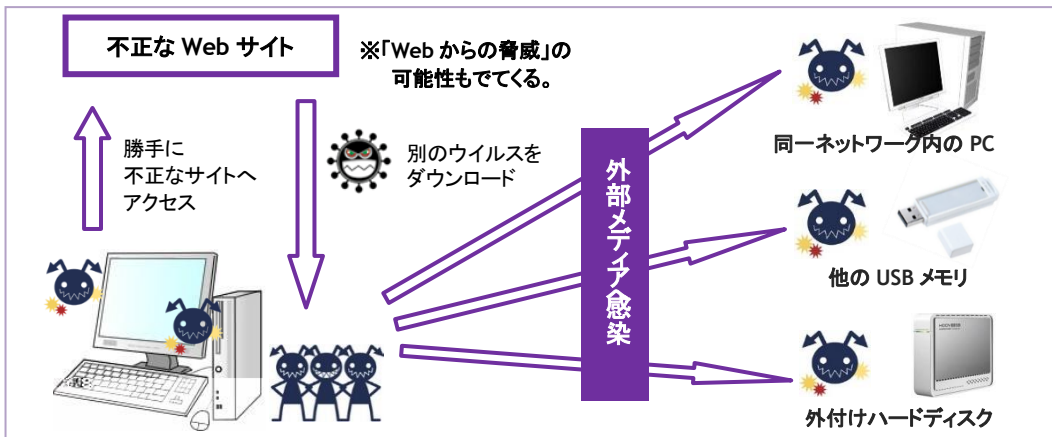 不正な Web サイト
※「Web からの脅威」の
可能性もでてくる。
勝手に
不正なサイトへ
アクセス
別のウイルスを
ダウンロード
外部メディアへ感染
同一ネットワーク内の PC
他の USB メモリ
外付けハードディスク